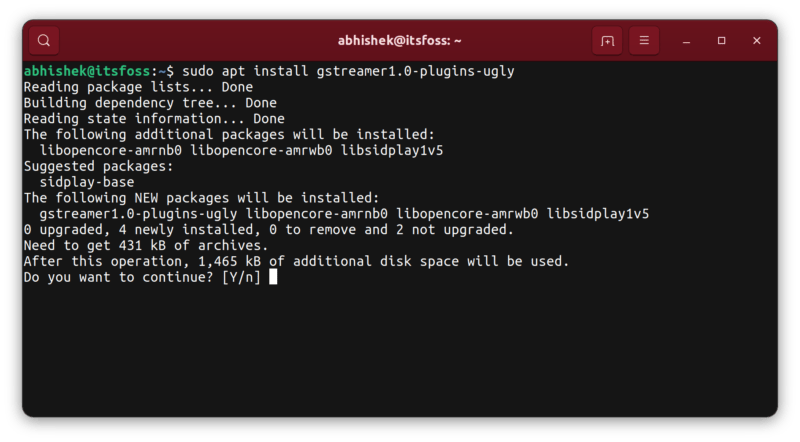 abhishek@itsfoss: ~
abhishek@itsfoss:~$ sudo apt install gstreamer1.0-plugins-ugly
Reading package lists... Done
Building dependency tree... Done
Reading state information... Done
The following additional packages will be installed:
  libopencore-amrnb0 libopencore-amrwb0 libsidplay1v5
Suggested packages:
  sidplay-base
The following NEW packages will be installed:
  gstreamer1.0-plugins-ugly libopencore-amrnb0 libopencore-amrwb0 libsidplay1v5
0 upgraded, 4 newly installed, 0 to remove and 2 not upgraded.
Need to get 431 kB of archives.
After this operation, 1,465 kB of additional disk space will be used.
Do you want to continue? [Y/n]